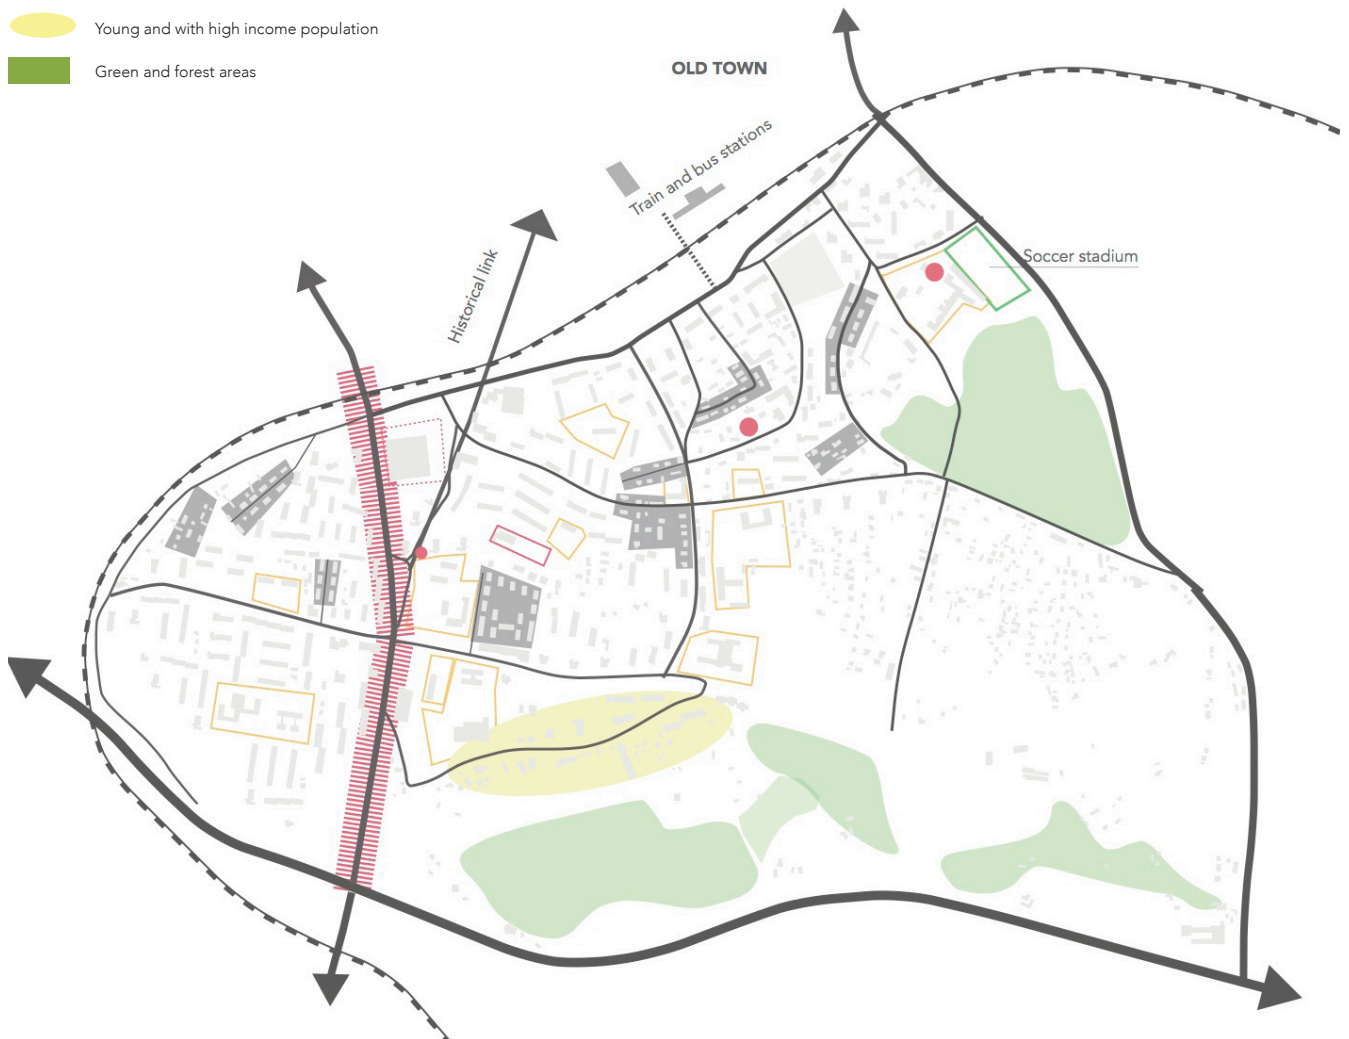 Young and with high income population
Green and forest areas
OLD TOWN
Train and bus stations
Historical link
Soccer stadium